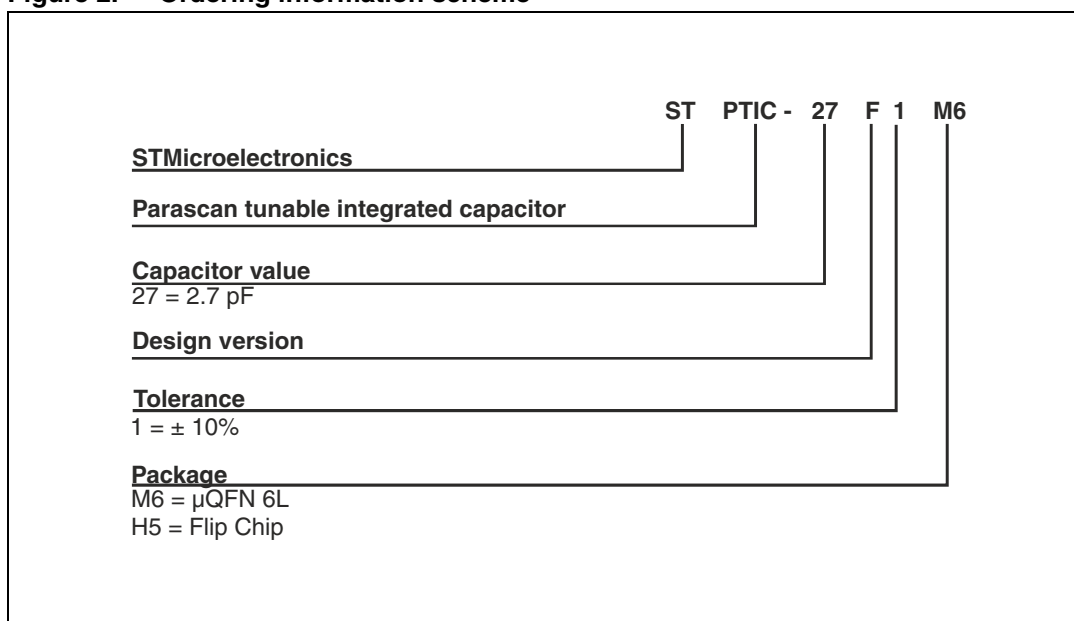 Figure 2. Ordering information scheme
ST PTIC - 27 F 1 M6
STMicroelectronics
Parascan tunable integrated capacitor
Capacitor value
27 = 2.7 pF
Design version
Tolerance
1 = ± 10%
Package
M6 = µQFN 6L
H5 = Flip Chip